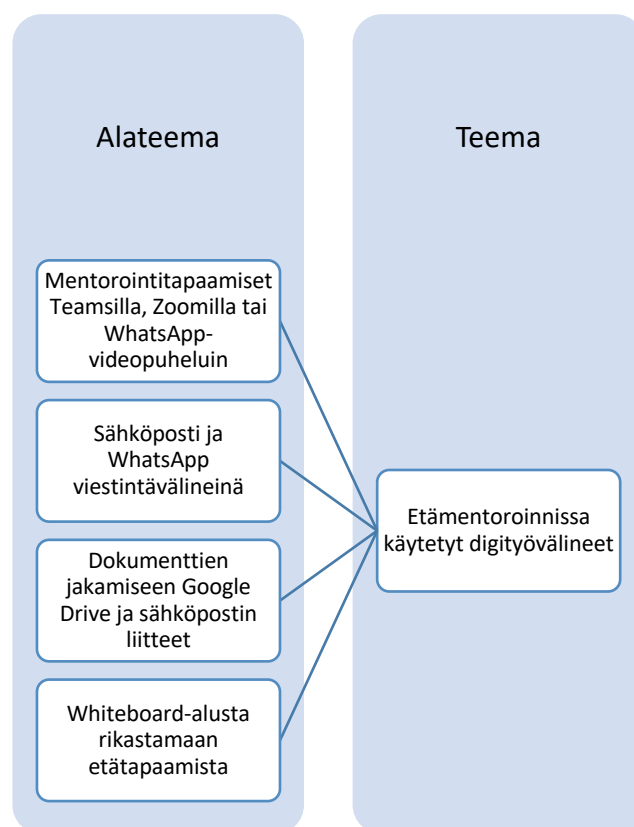 Alateema
Teema
Mentorointitapaamiset
Teamsilla, Zoomilla tai
WhatsApp-
videopuheluin
Sähköposti ja
WhatsApp
viestintävälineinä
Dokumenttien
jakamiseen Google
Drive ja sähköpostin
liitteet
Whiteboard-alusta
rikastamaan
etätapaamista
Etämentoroinnissa
käytetyt digityövälineet